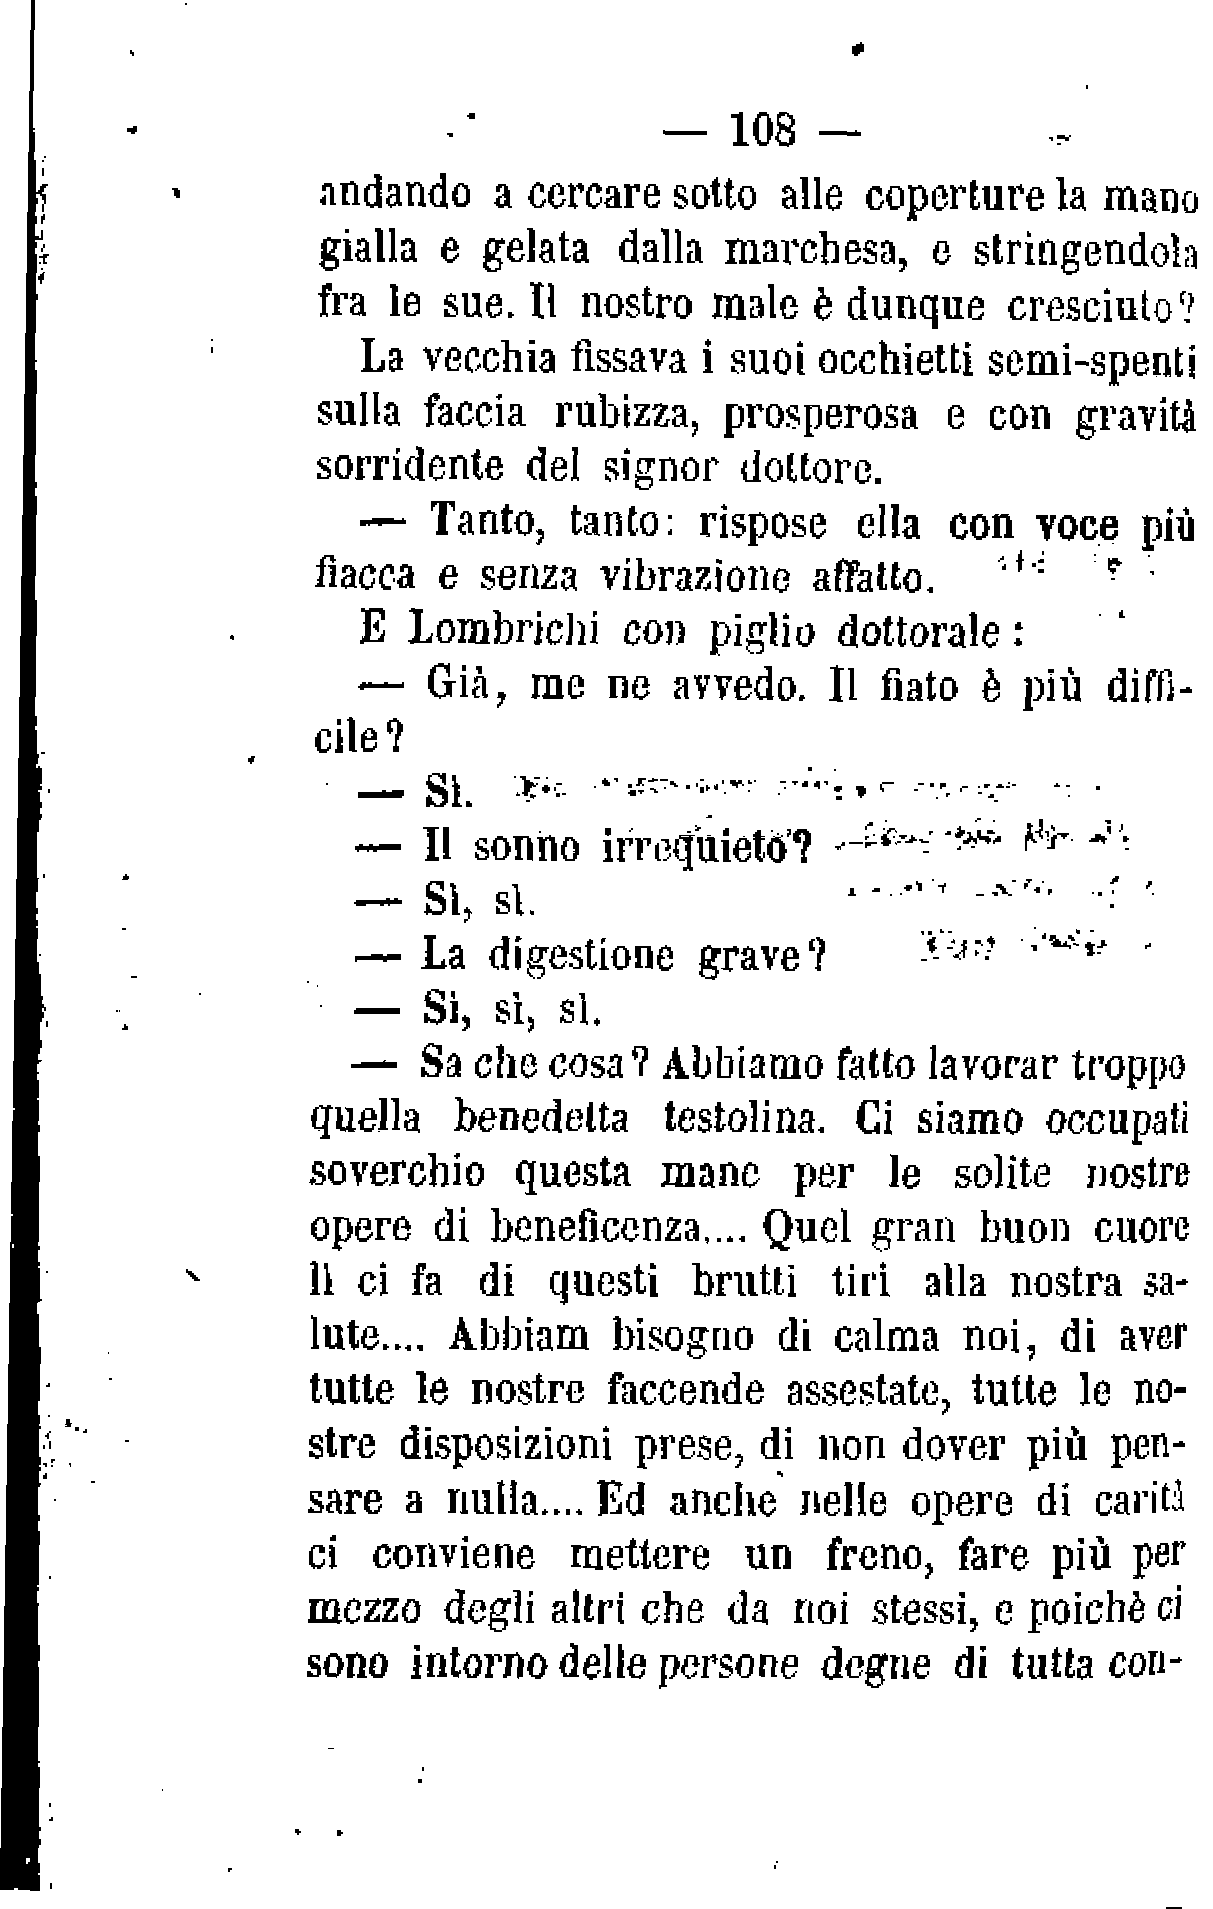 — 108 —
andando a cercare sotto alle coperture la mano
gialla e gelata dalla marchesa, e stringendola
fra le sue. Il nostro male è dunque cresciuto?
La vecchia fissava i suoi occhietti semi-spenti
sulla faccia rubizza, prosperosa e con gravità
sorridente del signor dottore.
— Tanto, tanto: rispose ella con voce più
fiacca e senza vibrazione affatto.
E Lombrichi con piglio dottorale:
— Già, me ne avvedo. Il fiato è più diffi-
cile?
— Sì.
— Il sonno irrequieto?
— Sì, sì.
— La digestione grave?
— Sì, sì, sì.
— Sa che cosa? Abbiamo fatto lavorar troppo
quella benedetta testolina. Ci siamo occupati
soverchio questa mane per le solite nostre
opere di beneficenza.... Quel gran buon cuore
lì ci fa di questi brutti tiri alla nostra sa-
lute.... Abbiam bisogno di calma noi, di aver
tutte le nostre faccende assestate, tutte le no-
stre disposizioni prese, di non dover più pen-
sare a nulla.... Ed anche nelle opere di carità
ci conviene mettere un freno, fare più per
mezzo degli altri che da noi stessi, e poichè ci
sono intorno delle persone degne di tutta con-